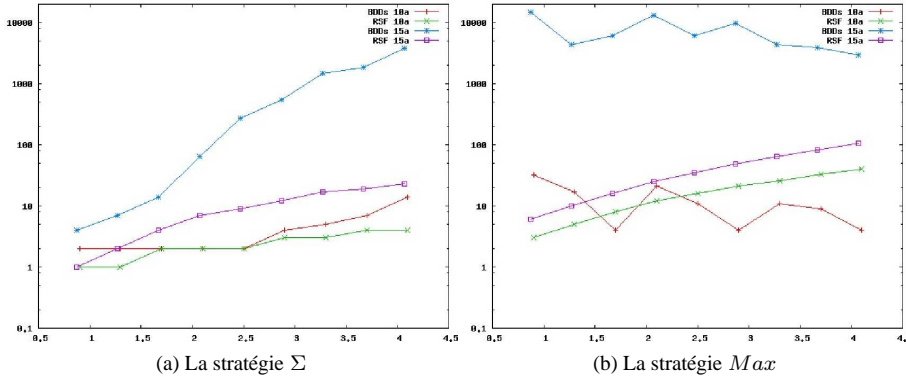 10000
1000
100
10
1
0.1
0.5 1 1.5 2 2.5 3 3.5 4 4.5
BDDs 10a
RSF 10a
BDDs 15a
RSF 15a
(a) La stratégie Σ
10000
1000
100
10
1
0.1
0.5 1 1.5 2 2.5 3 3.5 4 4.5
BDDs 10a
RSF 10a
BDDs 15a
RSF 15a
(b) La stratégie Max